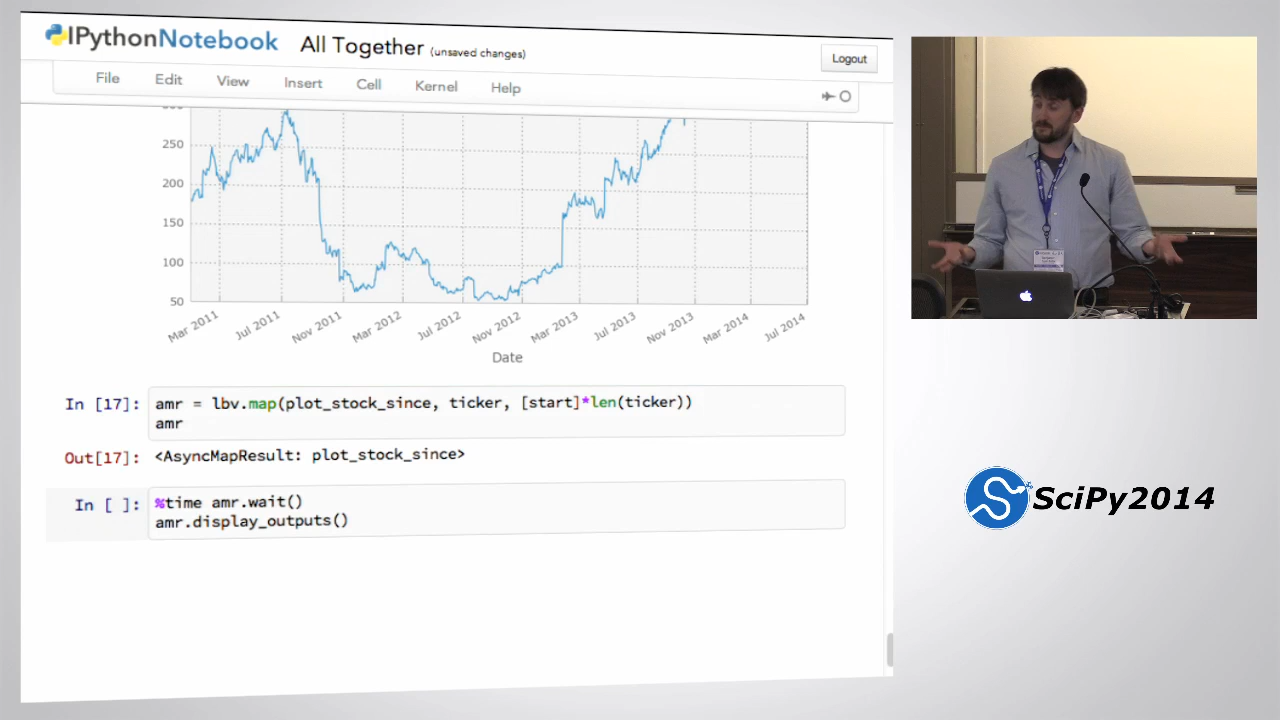 IPythonNotebook All Together (unsaved changes)
Logout
File Edit View Insert Cell Kernel Help
250
200
150
100
50
Mar 2011 Jul 2011 Nov 2011 Mar 2012 Jul 2012 Nov 2012 Mar 2013 Jul 2013 Nov 2013 Mar 2014 Jul 2014
Date
In [17]: amr = lbv.map(plot_stock_since, ticker, [start]*len(ticker))
amr
Out[17]: <AsyncMapResult: plot_stock_since>
In [ ]: %time amr.wait()
amr.display_outputs()
SciPy2014